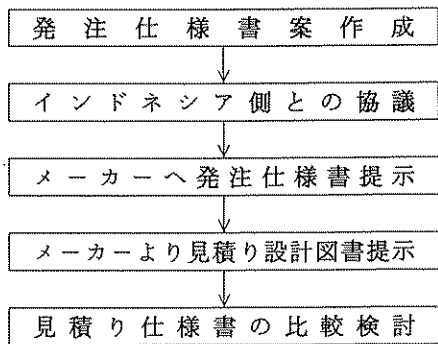 発注仕様書案作成
インドネシア側との協議
メーカーへ発注仕様書提示
メーカーより見積り設計図書提示
見積り仕様書の比較検討